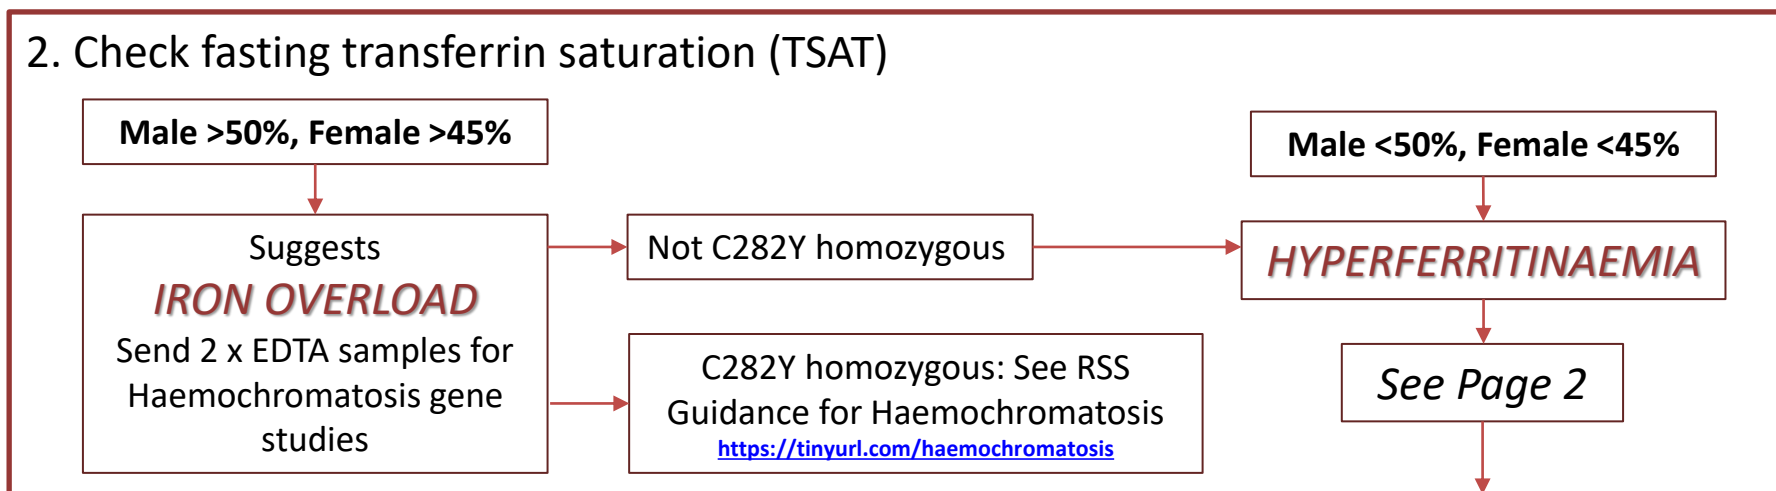 2. Check fasting transferrin saturation (TSAT)
Male >50%, Female >45%
Male <50%, Female <45%
Suggests
IRON OVERLOAD
Send 2 x EDTA samples for
Haemochromatosis gene
studies
Not C282Y homozygous
HYPERFERRITINAEMIA
C282Y homozygous: See RSS
Guidance for Haemochromatosis
https://tinyurl.com/haemochromatosis
See Page 2